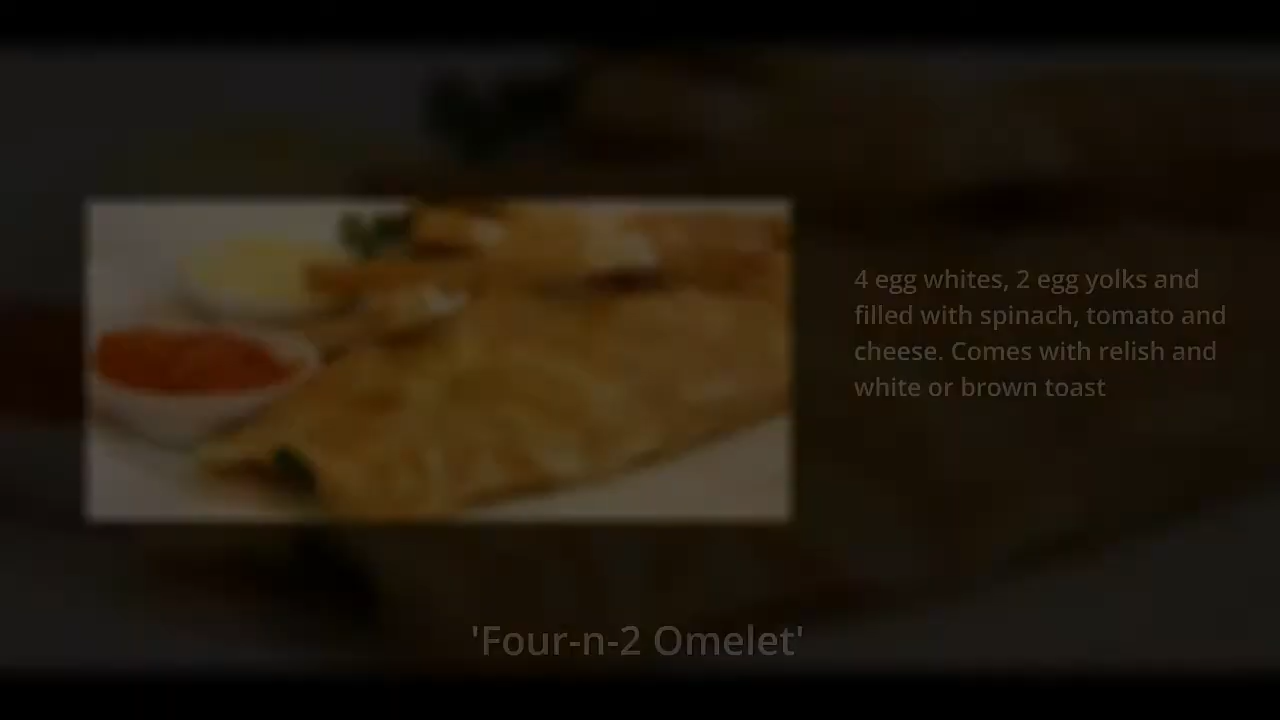 4 egg whites, 2 egg yolks and
filled with spinach, tomato and
cheese. Comes with relish and
white or brown toast
'Four-n-2 Omelet'